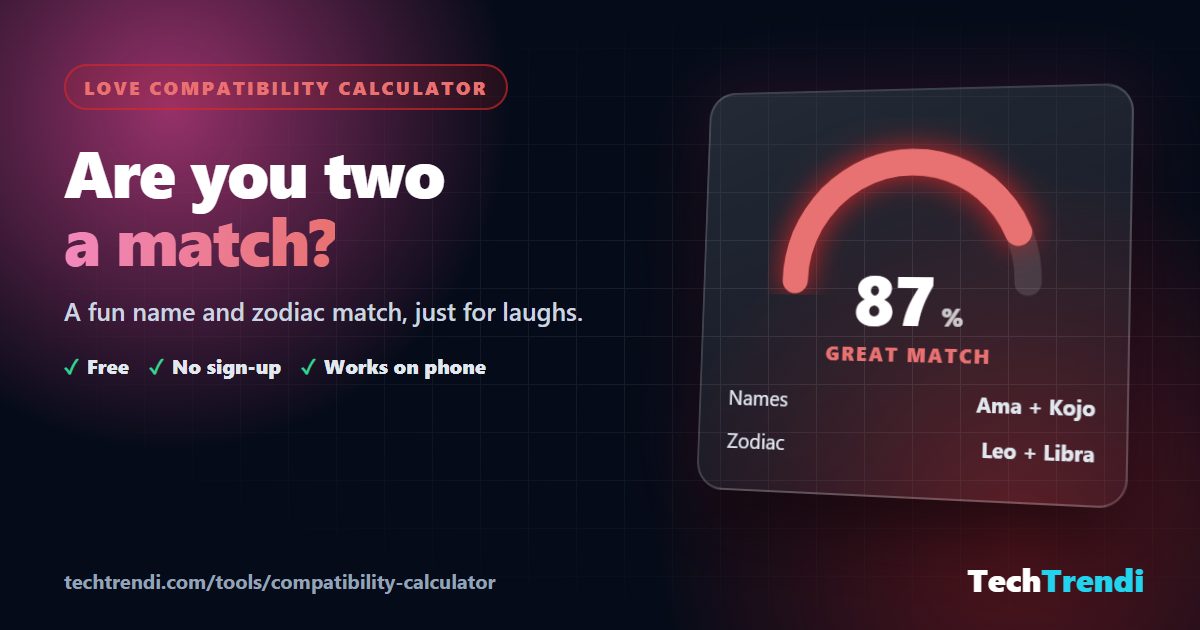 LOVE COMPATIBILITY CALCULATOR
Are you two
a match?
A fun name and zodiac match, just for laughs.
✓ Free ✓ No sign-up ✓ Works on phone
87 %
GREAT MATCH
Names Ama + Kojo
Zodiac Leo + Libra
techtrendi.com/tools/compatibility-calculator
TechTrendi